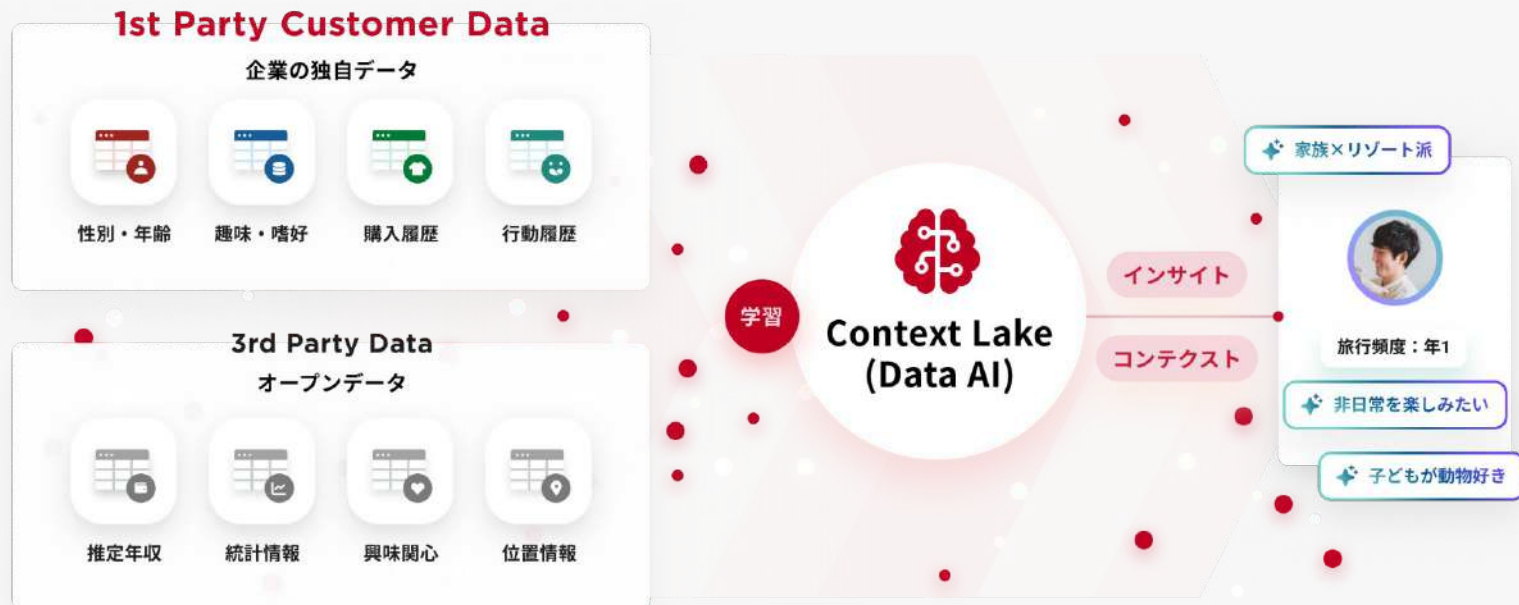 1st Party Customer Data
企業の独自データ
性別・年齢
趣味・嗜好
購入履歴
行動履歴
3rd Party Data
オープンデータ
推定年収
統計情報
興味関心
位置情報
学習
Context Lake
(Data AI)
インサイト
コンテクスト
家族×リゾート派
旅行頻度：年1
非日常を楽しみたい
子どもが動物好き